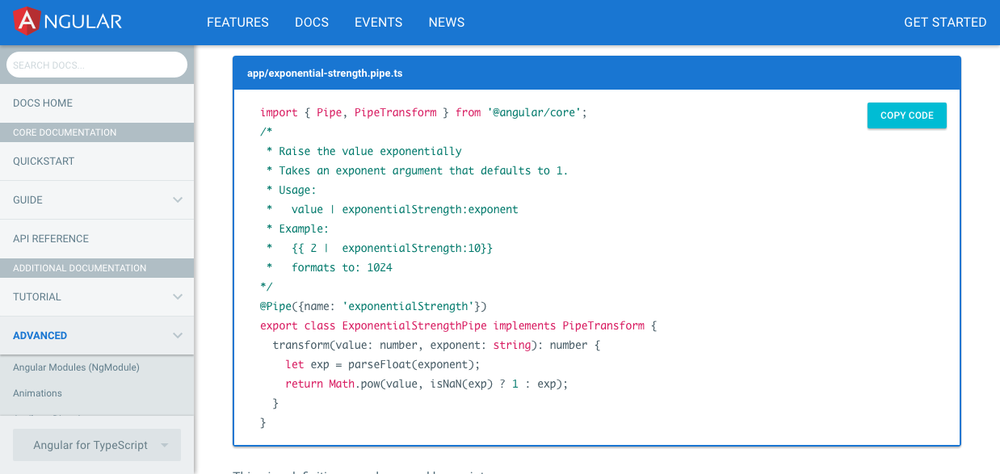 ANGULAR
FEATURES DOCS EVENTS NEWS
GET STARTED
SEARCH DOCS...
DOCS HOME
CORE DOCUMENTATION
QUICKSTART
GUIDE
API REFERENCE
ADDITIONAL DOCUMENTATION
TUTORIAL
ADVANCED
Angular Modules (NgModule)
Animations
Angular for TypeScript
app/exponential-strength.pipe.ts
COPY CODE
import { Pipe, PipeTransform } from '@angular/core';
/*
 * Raise the value exponentially
 * Takes an exponent argument that defaults to 1.
 * Usage:
 *   value | exponentialStrength:exponent
 * Example:
 *   {{ 2 |  exponentialStrength:10}}
 *   formats to: 1024
*/
@Pipe({name: 'exponentialStrength'})
export class ExponentialStrengthPipe implements PipeTransform {
  transform(value: number, exponent: string): number {
    let exp = parseFloat(exponent);
    return Math.pow(value, isNaN(exp) ? 1 : exp);
  }
}